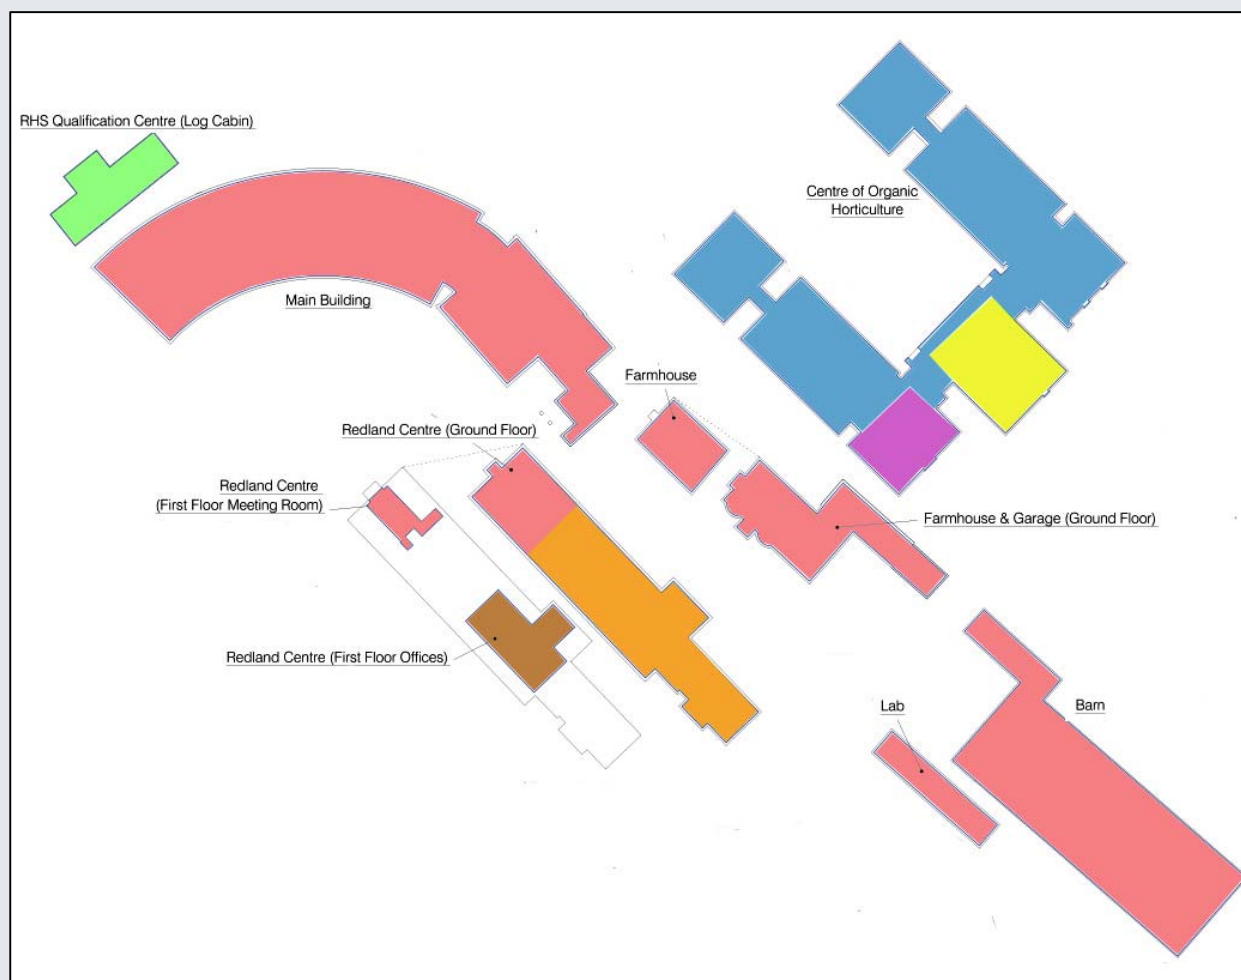 RHS Qualification Centre (Log Cabin)
Centre of Organic
Horticulture
Main Building
Farmhouse
Redland Centre (Ground Floor)
Redland Centre
(First Floor Meeting Room)
Farmhouse & Garage (Ground Floor)
Redland Centre (First Floor Offices)
Lab
Barn